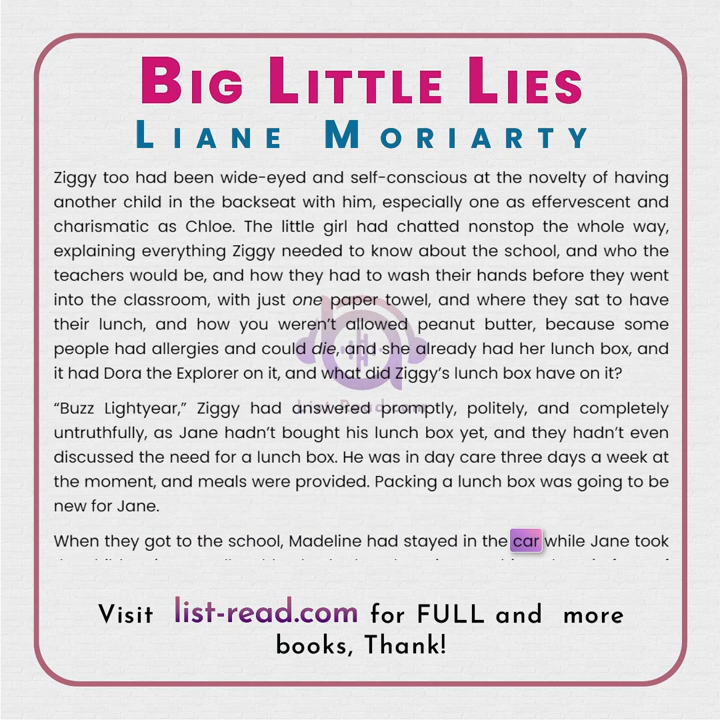 BIG LITTLE LIES
LIANE MORIARTY
Ziggy too had been wide-eyed and self-conscious at the novelty of having
another child in the backseat with him, especially one as effervescent and
charismatic as Chloe. The little girl had chatted nonstop the whole way,
explaining everything Ziggy needed to know about the school, and who the
teachers would be, and how they had to wash their hands before they went
into the classroom, with just one paper towel, and where they sat to have
their lunch, and how you weren’t allowed peanut butter, because some
people had allergies and could die, and she already had her lunch box, and
it had Dora the Explorer on it, and what did Ziggy’s lunch box have on it?
“Buzz Lightyear,” Ziggy had answered promptly, politely, and completely
untruthfully, as Jane hadn’t bought his lunch box yet, and they hadn’t even
discussed the need for a lunch box. He was in day care three days a week at
the moment, and meals were provided. Packing a lunch box was going to be
new for Jane.
When they got to the school, Madeline had stayed in the car while Jane took
List-Read.com
Visit list-read.com for FULL and more
books, Thank!